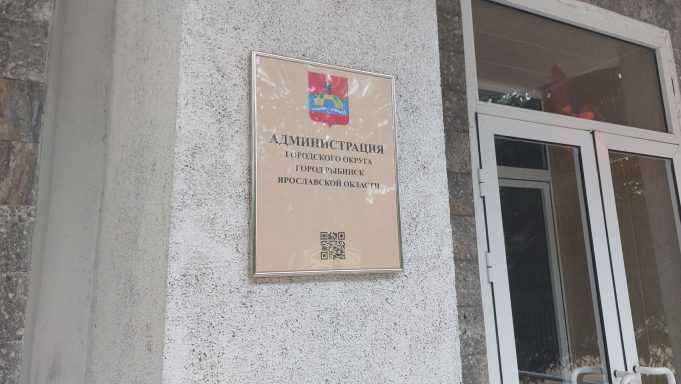 АДМИНИСТРАЦИЯ
ГОРОДСКОГО ОКРУГА
ГОРОД РЫБИНСК
ЯРОСЛАВСКОЙ ОБЛАСТИ